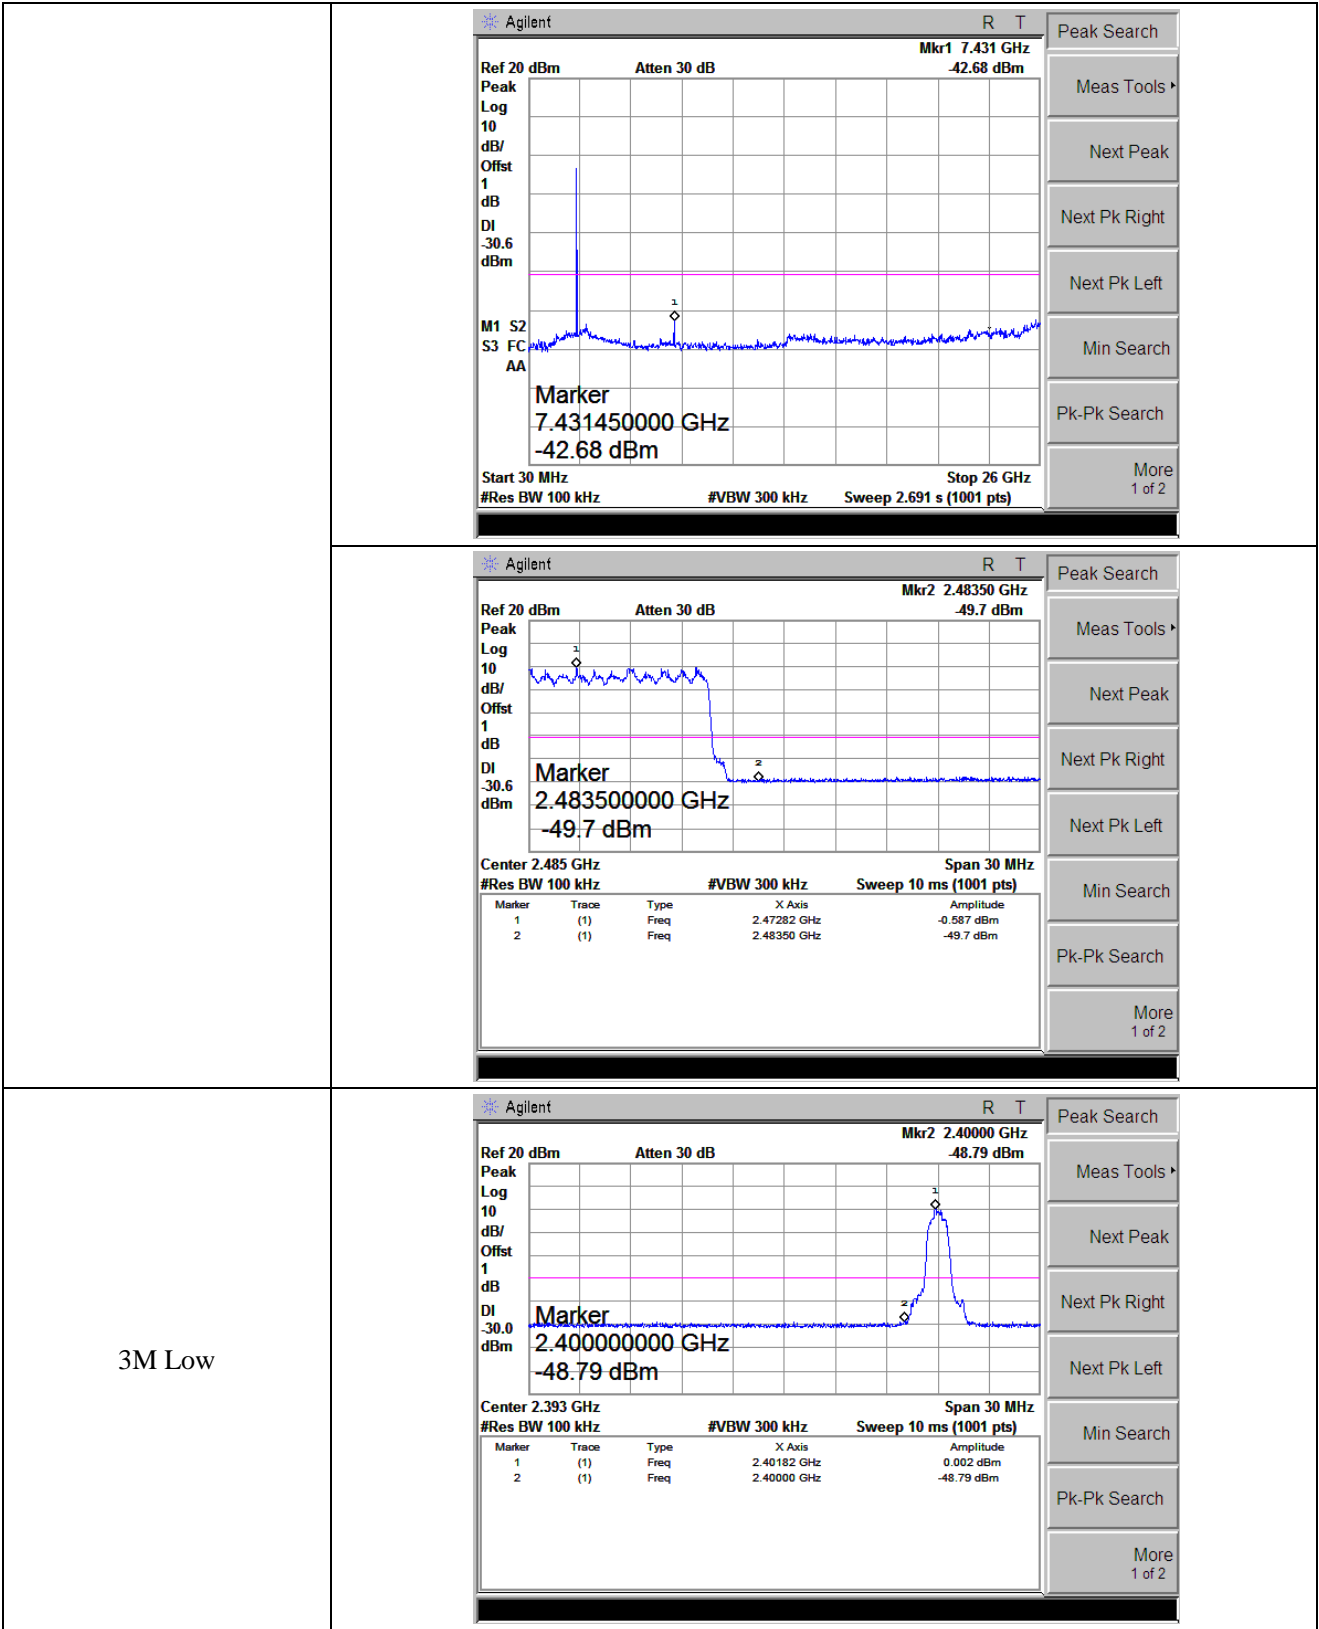 Agilent R T
Peak Search
Mkr1 7.431 GHz
Ref 20 dBm Atten 30 dB -42.68 dBm
Peak
Log
10
dB/
Offst
1
dB
DI
-30.6
dBm
M1 S2
S3 FC
AA
1
Marker
7.431450000 GHz
-42.68 dBm
Start 30 MHz Stop 26 GHz
#Res BW 100 kHz #VBW 300 kHz Sweep 2.691 s (1001 pts)
Meas Tools
Next Peak
Next Pk Right
Next Pk Left
Min Search
Pk-Pk Search
More
1 of 2
Agilent R T
Peak Search
Mkr2 2.48350 GHz
Ref 20 dBm Atten 30 dB -49.7 dBm
Peak
Log
10
dB/
Offst
1
dB
DI
-30.6
dBm
1
2
Marker
2.483500000 GHz
-49.7 dBm
Center 2.485 GHz Span 30 MHz
#Res BW 100 kHz #VBW 300 kHz Sweep 10 ms (1001 pts)
Marker Trace Type X Axis Amplitude
1 (1) Freq 2.47282 GHz -0.587 dBm
2 (1) Freq 2.48350 GHz -49.7 dBm
Meas Tools
Next Peak
Next Pk Right
Next Pk Left
Min Search
Pk-Pk Search
More
1 of 2
3M Low
Agilent R T
Peak Search
Mkr2 2.40000 GHz
Ref 20 dBm Atten 30 dB -48.79 dBm
Peak
Log
10
dB/
Offst
1
dB
DI
-30.0
dBm
1
2
Marker
2.400000000 GHz
-48.79 dBm
Center 2.393 GHz Span 30 MHz
#Res BW 100 kHz #VBW 300 kHz Sweep 10 ms (1001 pts)
Marker Trace Type X Axis Amplitude
1 (1) Freq 2.40182 GHz 0.002 dBm
2 (1) Freq 2.40000 GHz -48.79 dBm
Meas Tools
Next Peak
Next Pk Right
Next Pk Left
Min Search
Pk-Pk Search
More
1 of 2